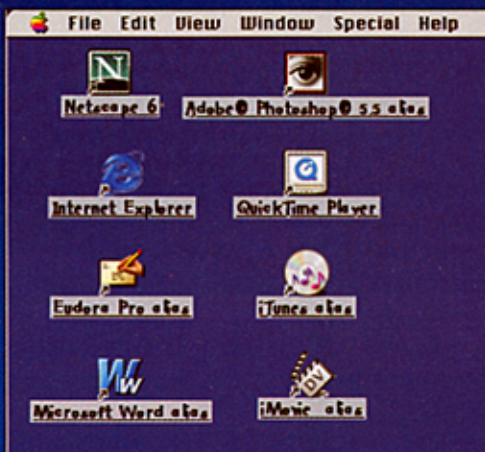 File Edit View Window Special Help
Netscape 6
Adobe® Photoshop® 5.5 alias
Internet Explorer
QuickTime Player
Eudora Pro alias
iTunes alias
Microsoft Word alias
iMovie alias
DV